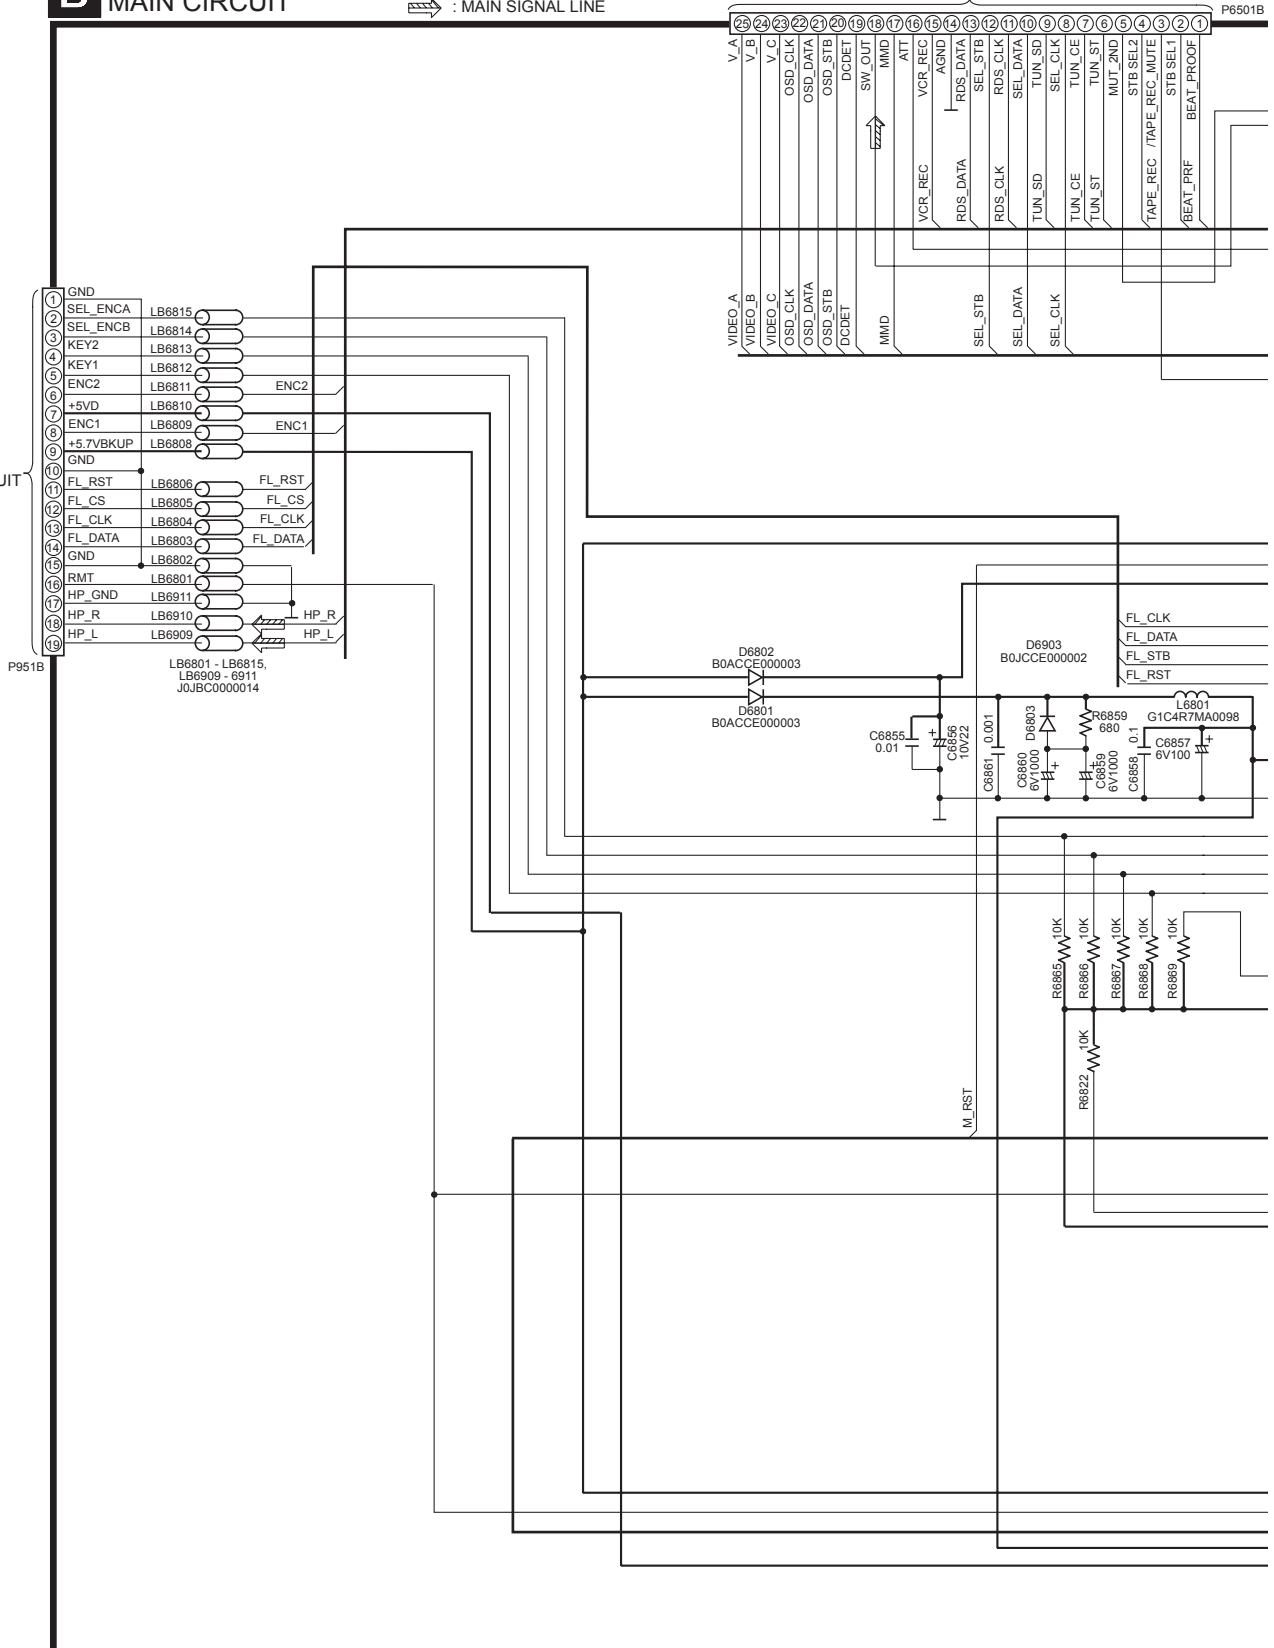 B MAIN CIRCUIT
: MAIN SIGNAL LINE
P6501B
25 24 23 22 21 20 19 18 17 16 15 14 13 12 11 10 9 8 7 6 5 4 3 2 1
V_A
V_B
V_C
OSD_CLK
OSD_DATA
OSD_STB
DCDET
SW_OUT
MMD
ATT
VCR_REC
AGND
RDS_DATA
SEL_STB
RDS_CLK
SEL_DATA
TUN_SD
SEL_CLK
TUN_CE
TUN_ST
MUT_2ND
STB SEL2
TAPE_REC /TAPE_REC_MUTE
STB SEL1
BEAT_PRF
BEAT_PROOF
VCR_REC
RDS_DATA
RDS_CLK
TUN_SD
TUN_CE
TUN_ST
VIDEO_A
VIDEO_B
VIDEO_C
OSD_CLK
OSD_DATA
OSD_STB
DCDET
MMD
SEL_STB
SEL_DATA
SEL_CLK
1 GND
2 SEL_ENCA LB6815
3 SEL_ENCB LB6814
4 KEY2 LB6813
5 KEY1 LB6812
6 ENC2 LB6811 ENC2
7 +5VD LB6810
8 ENC1 LB6809 ENC1
9 +5.7VBKUP LB6808
10 GND
UIT
11 FL_RST LB6806 FL_RST
12 FL_CS LB6805 FL_CS
13 FL_CLK LB6804 FL_CLK
14 FL_DATA LB6803 FL_DATA
15 GND LB6802
16 RMT LB6801
17 HP_GND LB6911
18 HP_R LB6910 HP_R
19 HP_L LB6909 HP_L
P951B
LB6801 - LB6815,
LB6909 - 6911
J0JBC0000014
FL_CLK
FL_DATA
FL_STB
FL_RST
D6802
B0ACCE000003
D6801
B0ACCE000003
D6903
B0JCCE000002
L6801
G1C4R7MA0098
C6855
0.01
+
C6856
10V22
C6861 0.001
D6803
C6860
6V1000
+
R6859
680
+
C6859
6V1000
C6858 0.1
C6857
6V100
+
R6865 10K
R6866 10K
R6867 10K
R6868 10K
R6869 10K
R6822 10K
M_RST